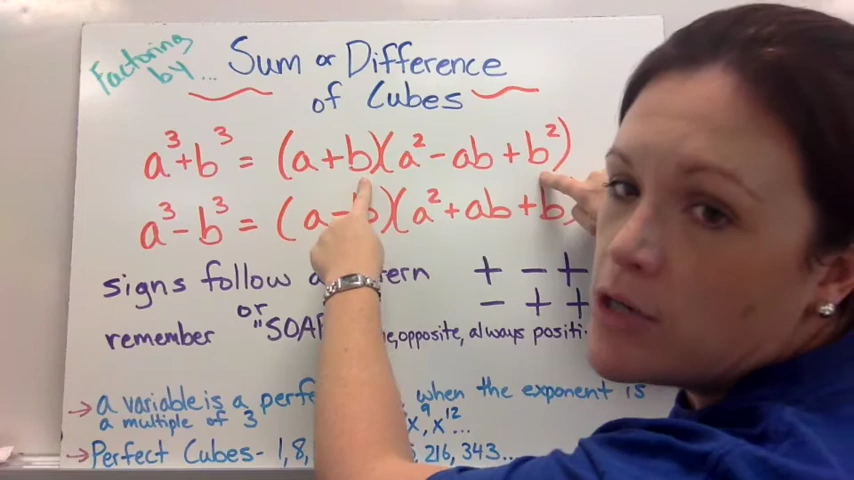 Factoring by...
Sum or Difference
of Cubes
a³+b³ = (a+b)(a²-ab+b²)
a³-b³ = (a-b)(a²+ab+b
signs follow a   ern + - +
or - + +
remember "SOA   e, opposite, always positi
→ a variable is a perfe   when the exponent is
a multiple of 3   x⁹, x¹²...
→ Perfect Cubes- 1, 8,   216, 343...